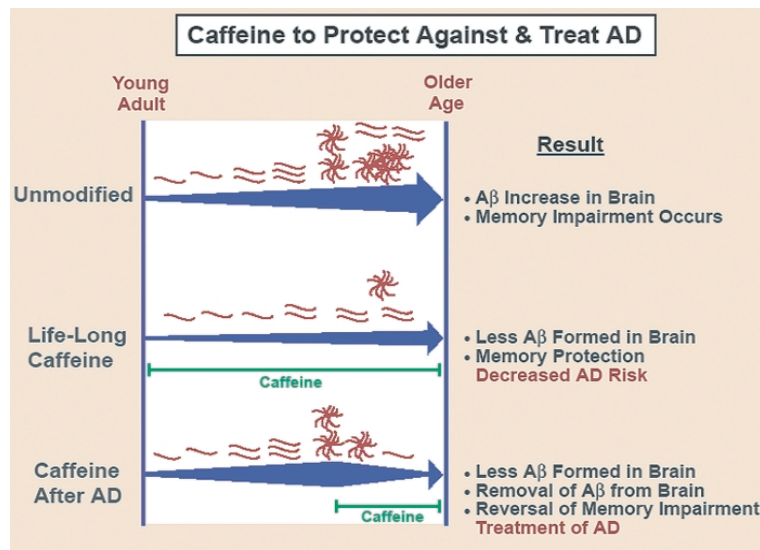 Caffeine to Protect Against & Treat AD
Young
Adult
Older
Age
Result
Unmodified
• Aβ Increase in Brain
• Memory Impairment Occurs
Life-Long
Caffeine
• Less Aβ Formed in Brain
• Memory Protection
Decreased AD Risk
Caffeine
Caffeine
After AD
• Less Aβ Formed in Brain
• Removal of Aβ from Brain
• Reversal of Memory Impairment
Treatment of AD
Caffeine